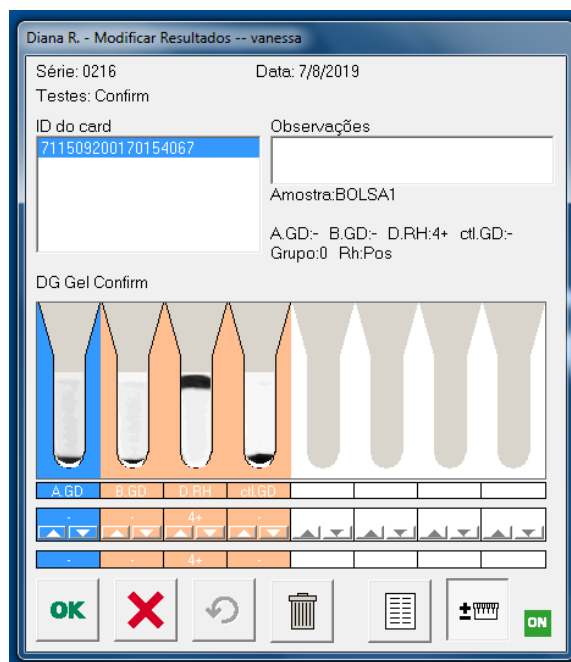 Diana R. - Modificar Resultados -- vanessa
Série: 0216 Data: 7/8/2019
Testes: Confirm
ID do card Observações
711509200170154067
Amostra:BOLSA1
A.GD:- B.GD:- D.RH:4+ ctl.GD:-
Grupo:0 Rh:Pos
DG Gel Confirm
A.GD B.GD D.RH ctl.GD
- - 4+ -
- - 4+ -
OK ± ON